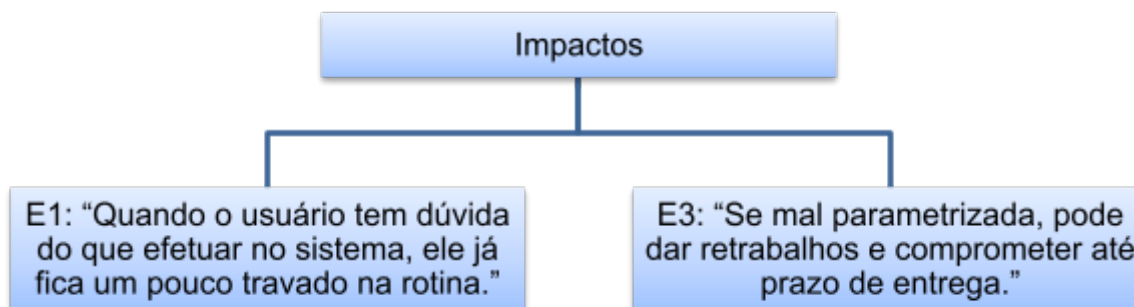 Impactos
E1: “Quando o usuário tem dúvida
do que efetuar no sistema, ele já
fica um pouco travado na rotina.”
E3: “Se mal parametrizada, pode
dar retrabalhos e comprometer até
prazo de entrega.”